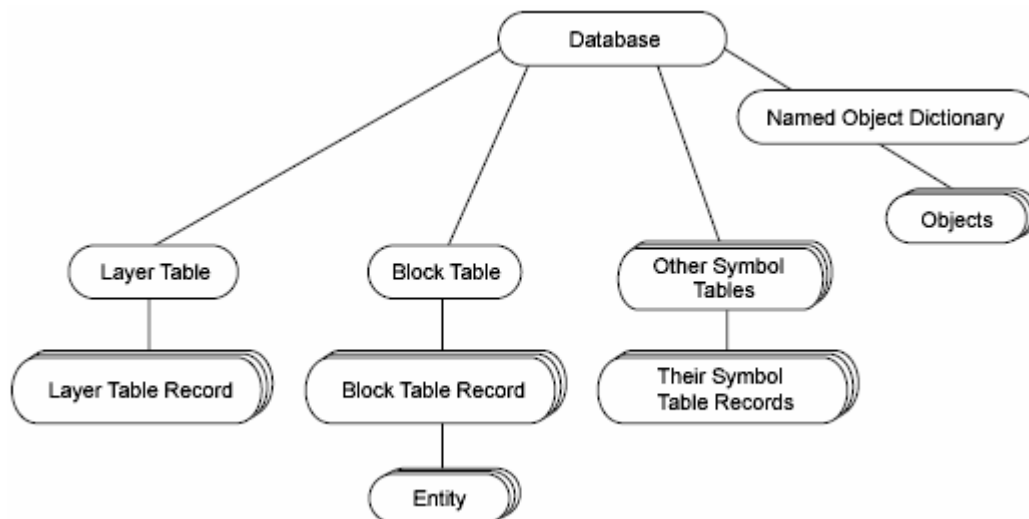 Database
Named Object Dictionary
Objects
Layer Table
Block Table
Other Symbol
Tables
Layer Table Record
Block Table Record
Their Symbol
Table Records
Entity